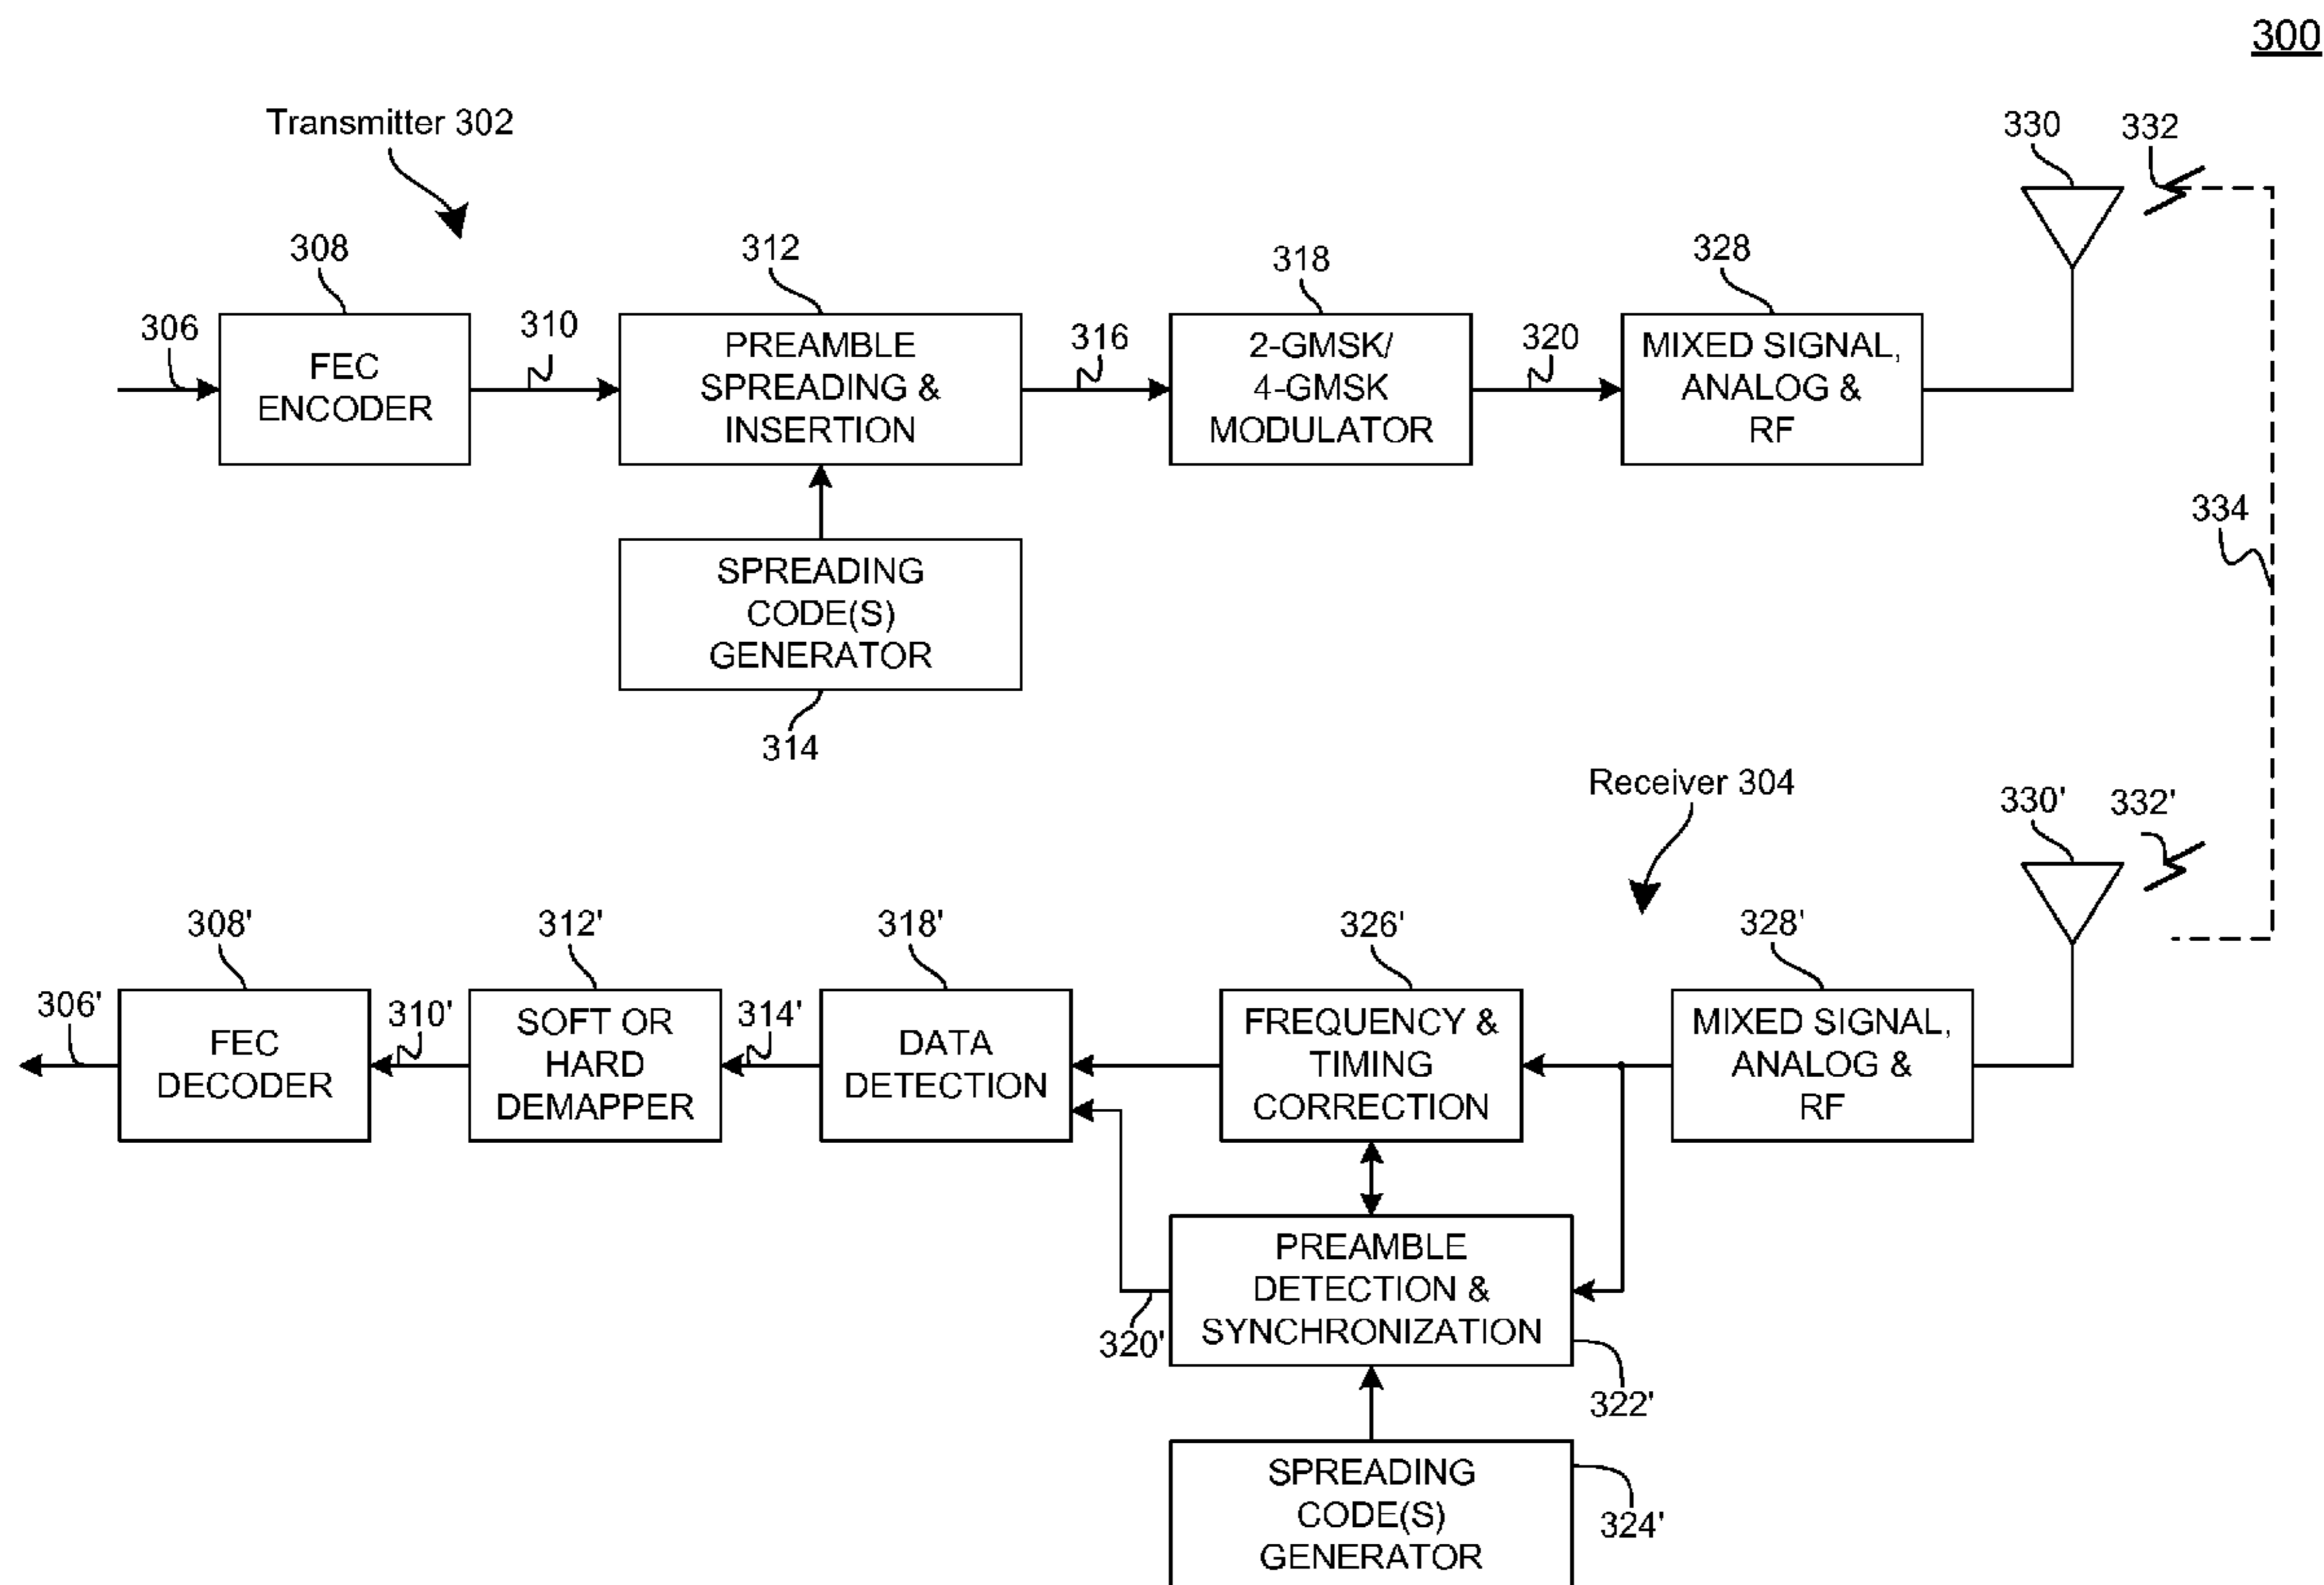 300
Transmitter 302
330
332
308
312
318
328
306
FEC
ENCODER
310
PREAMBLE
SPREADING &
INSERTION
316
2-GMSK/
4-GMSK
MODULATOR
320
MIXED SIGNAL,
ANALOG &
RF
334
SPREADING
CODE(S)
GENERATOR
314
Receiver 304
330'
332'
308'
312'
318'
326'
328'
306'
FEC
DECODER
310'
SOFT OR
HARD
DEMAPPER
314'
DATA
DETECTION
FREQUENCY &
TIMING
CORRECTION
MIXED SIGNAL,
ANALOG &
RF
PREAMBLE
DETECTION &
SYNCHRONIZATION
320'
322'
SPREADING
CODE(S)
GENERATOR
324'